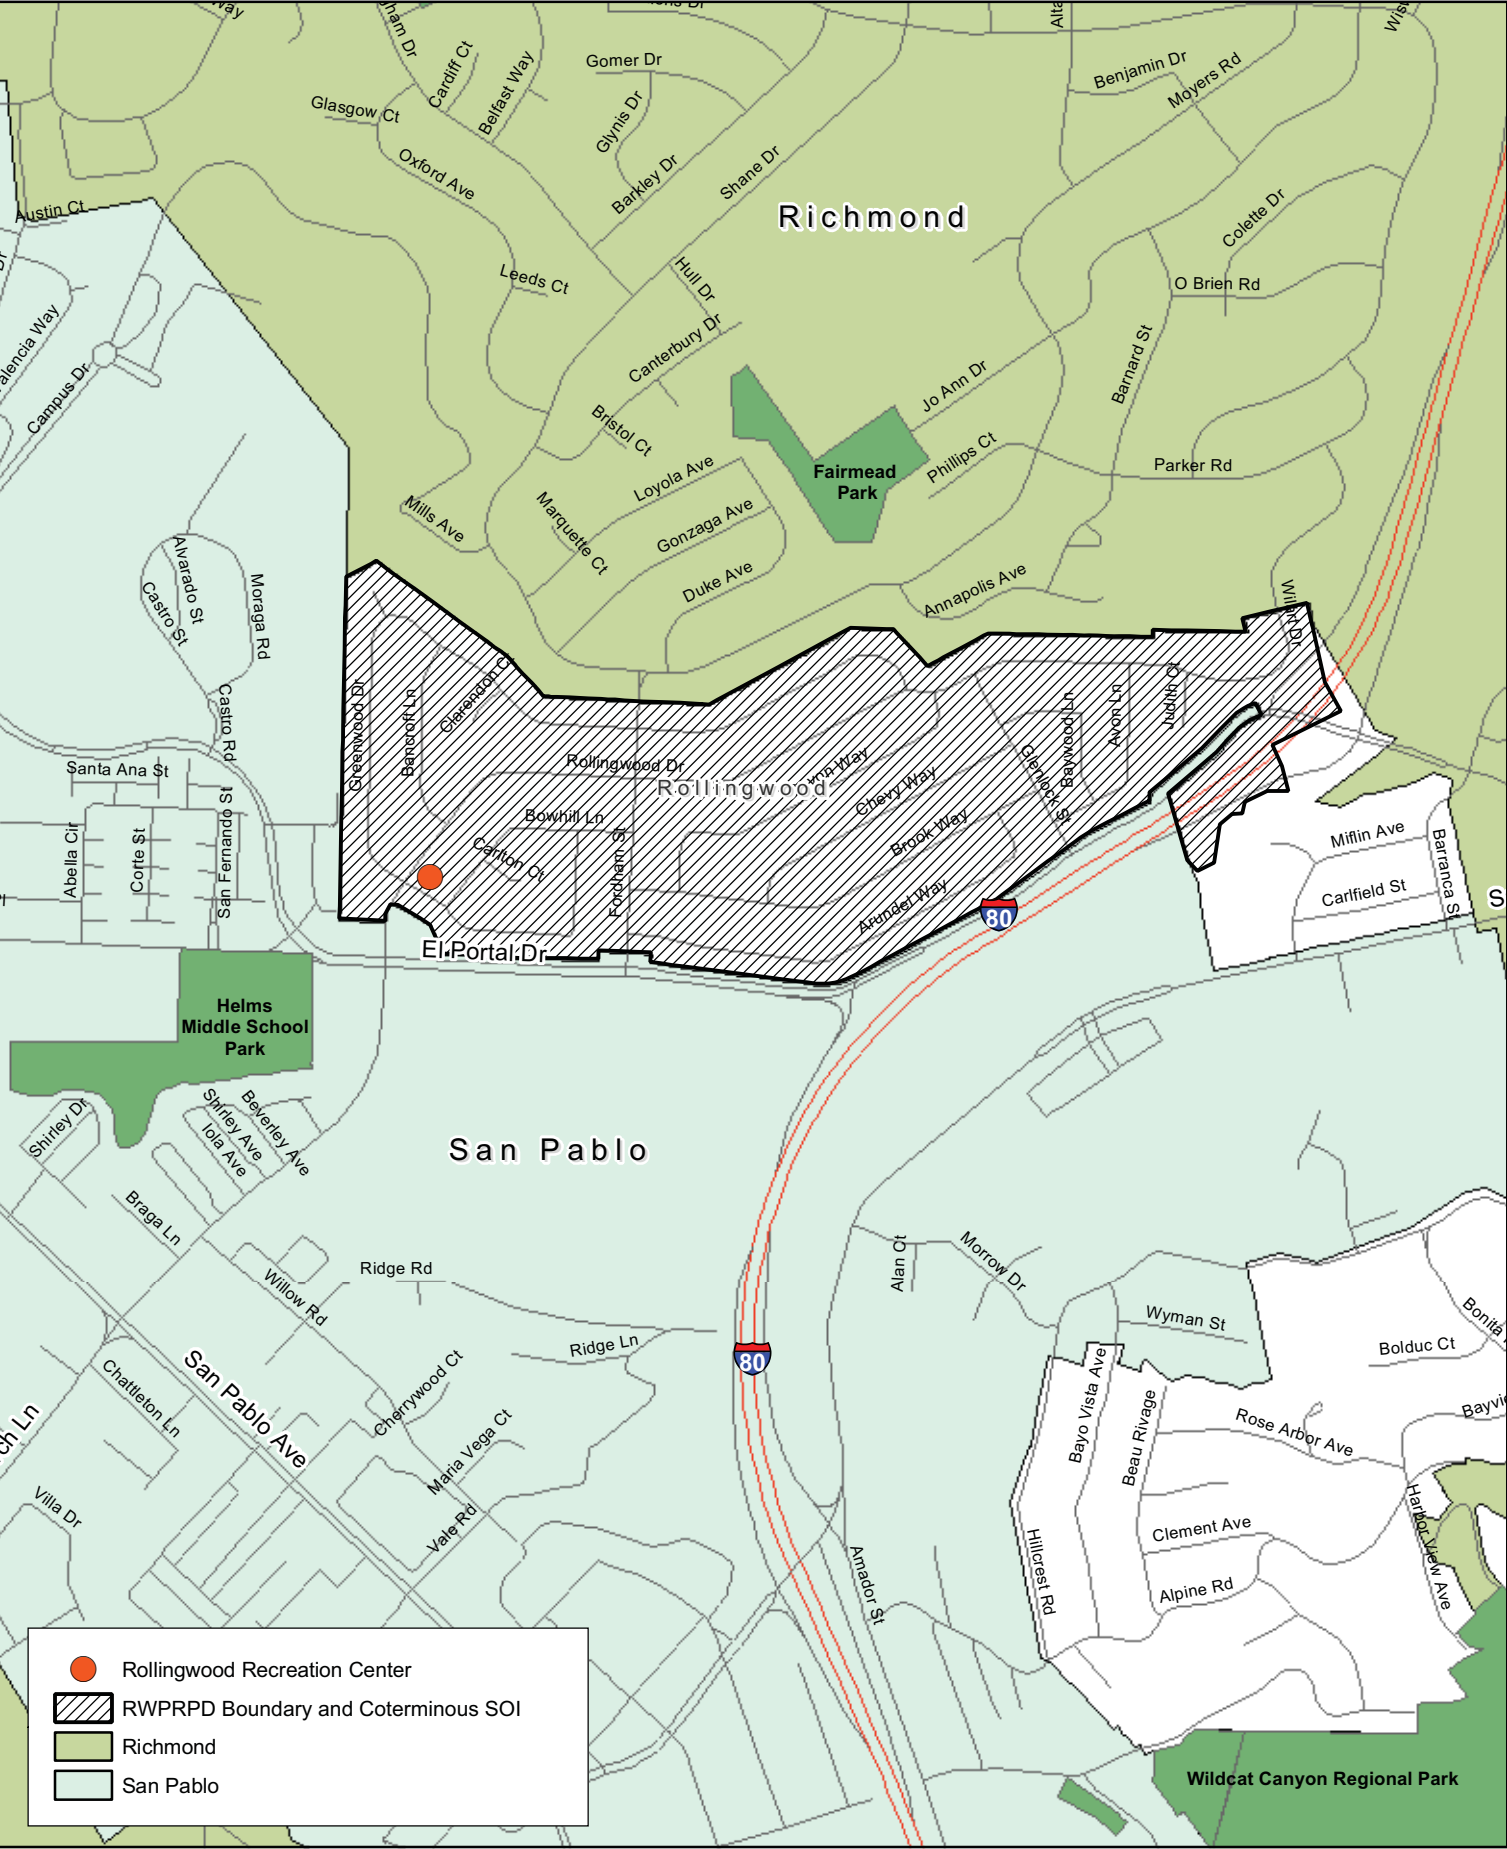 Way
Cardiff Ct
Belfast Way
Gomer Dr
Glynis Dr
Glasgow Ct
Oxford Ave
Barkley Dr
Shane Dr
Benjamin Dr
Moyers Rd
Richmond
Austin Ct
Leeds Ct
Hull Dr
Canterbury Dr
Colette Dr
O Brien Rd
Campus Dr
Bristol Ct
Barnard St
Jo Ann Dr
Fairmead
Park
Phillips Ct
Parker Rd
Loyola Ave
Gonzaga Ave
Marquette Ct
Mills Ave
Duke Ave
Annapolis Ave
Alvarado St
Castro St
Moraga Rd
Castro Rd
Greenwood Dr
Bancroft Ln
Clarendon Ct
Judith Ct
Avon Ln
Baywood Ln
Glenlock St
Rollingwood Dr
Rollingwood
Chevy Way
Brook Way
Arundel Way
Bowhill Ln
Carlton Ct
Fordham St
Santa Ana St
Abella Cir
Corte St
San Fernando St
El Portal Dr
80
Miflin Ave
Barranca St
Carlfield St
S
Helms
Middle School
Park
Shirley Dr
Shirley Ave
Iola Ave
Beverley Ave
Braga Ln
San Pablo
Willow Rd
Ridge Rd
Ridge Ln
Alan Ct
Morrow Dr
Wyman St
80
Bolduc Ct
San Pablo Ave
Chattleton Ln
Cherrywood Ct
Maria Vega Ct
Vale Rd
Villa Dr
Bayo Vista Ave
Beau Rivage
Rose Arbor Ave
Clement Ave
Alpine Rd
Harbor View Ave
Hillcrest Rd
Amador St
Rollingwood Recreation Center
RWPRPD Boundary and Coterminous SOI
Richmond
San Pablo
Wildcat Canyon Regional Park